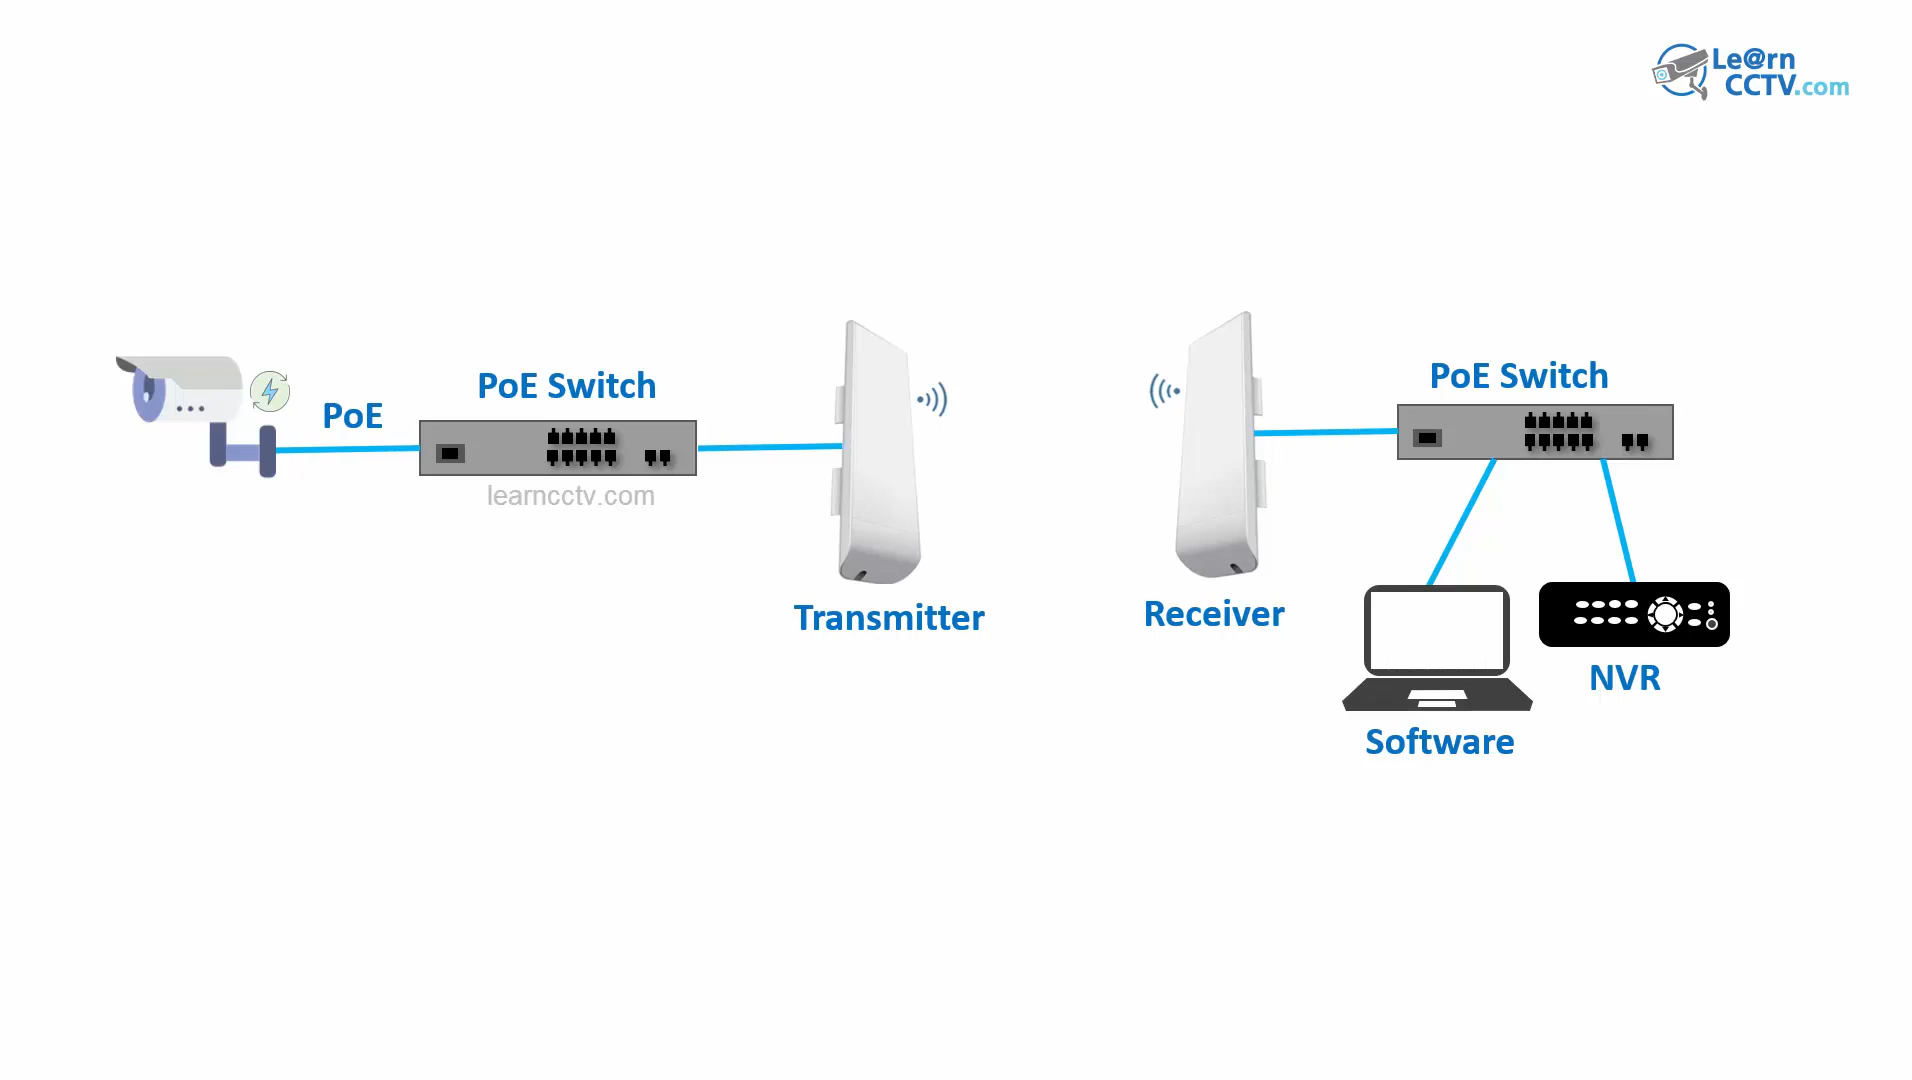 Le@rn
CCTV.com
PoE
PoE Switch
learncctv.com
Transmitter
Receiver
PoE Switch
Software
NVR